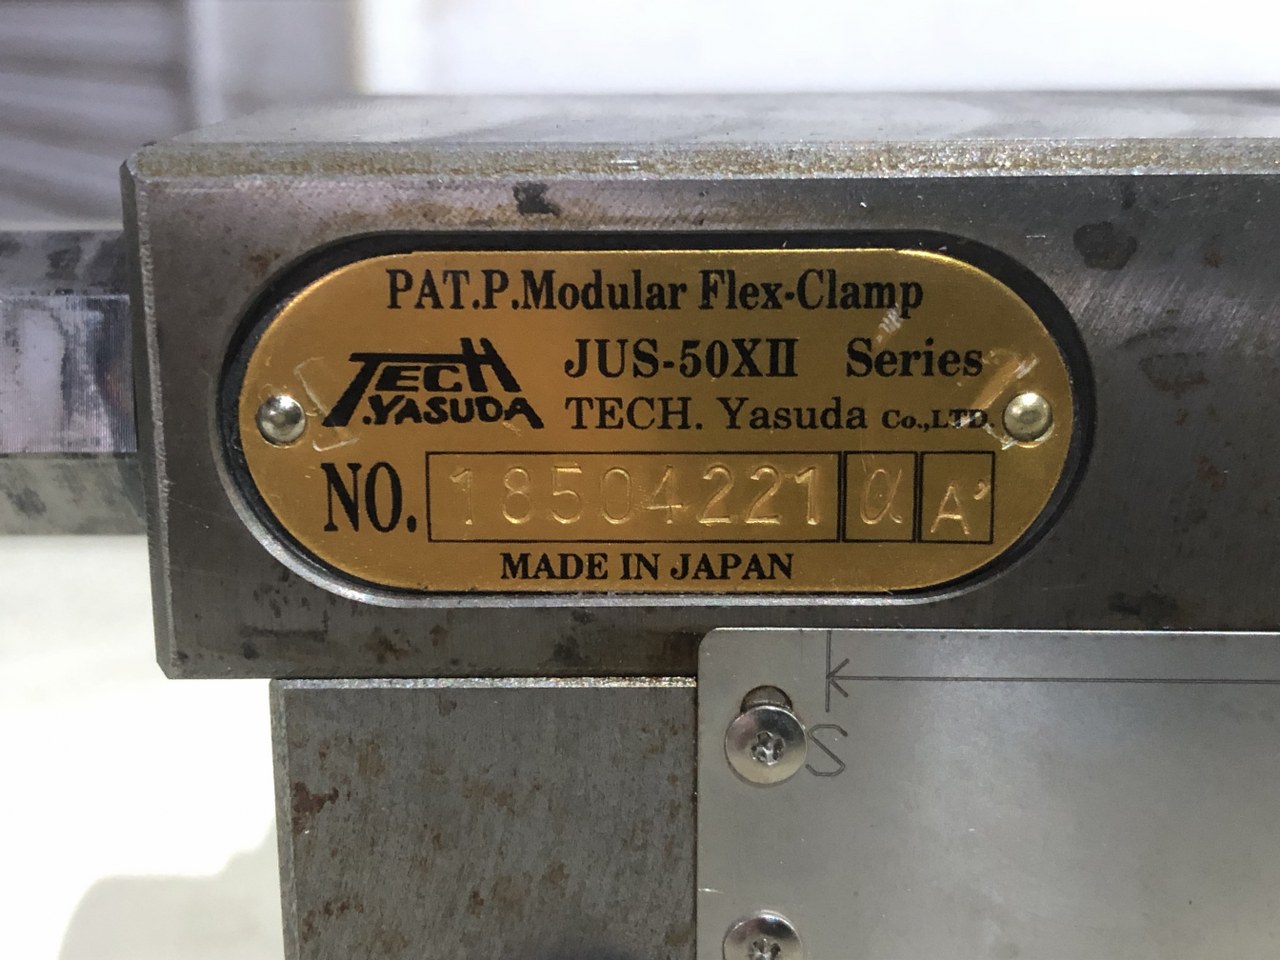 PAT.P.Modular Flex-Clamp
TECH
T.YASUDA
JUS-50XⅡ Series
TECH. Yasuda Co.,LTD.
NO. 18504221 α A’
MADE IN JAPAN
S